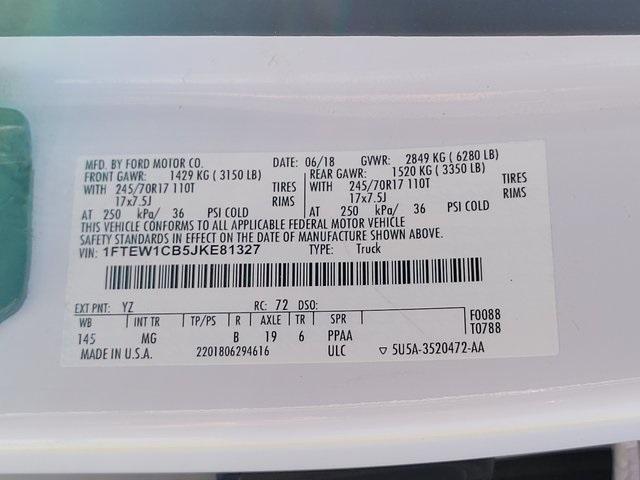 MFD. BY FORD MOTOR CO. DATE: 06/18 GVWR: 2849 KG ( 6280 LB)
FRONT GAWR: 1429 KG ( 3150 LB) REAR GAWR: 1520 KG ( 3350 LB)
WITH 245/70R17 110T TIRES WITH 245/70R17 110T TIRES
17x7.5J RIMS 17x7.5J RIMS
AT 250 kPa/ 36 PSI COLD AT 250 kPa/ 36 PSI COLD
THIS VEHICLE CONFORMS TO ALL APPLICABLE FEDERAL MOTOR VEHICLE
SAFETY STANDARDS IN EFFECT ON THE DATE OF MANUFACTURE SHOWN ABOVE.
VIN: 1FTEW1CB5JKE81327 TYPE: Truck
EXT PNT: YZ RC: 72 DSO:
WB INT TR TP/PS R AXLE TR SPR F0088
145 MG B 19 6 PPAA T0788
MADE IN U.S.A. 2201806294616 ULC ▽ 5U5A-3520472-AA